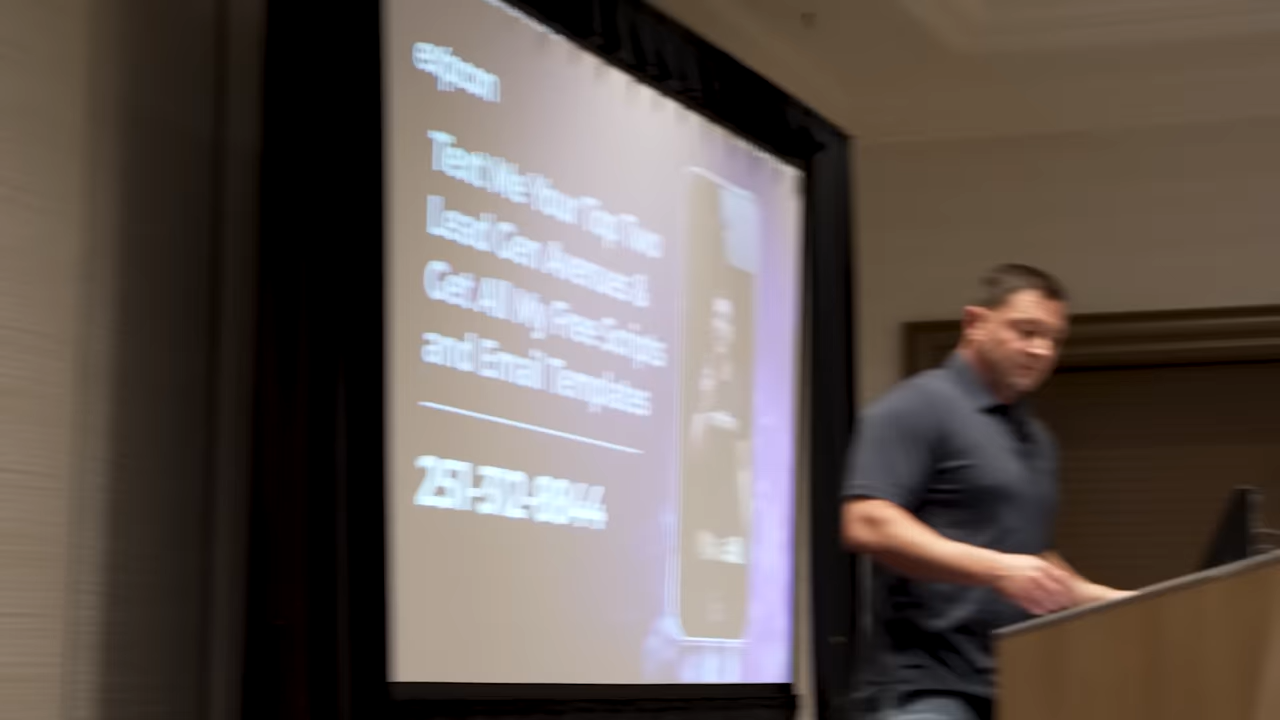 Text Me Your Top Two
Lead Gen Avenues &
Get All My Free Scripts
and Email Templates